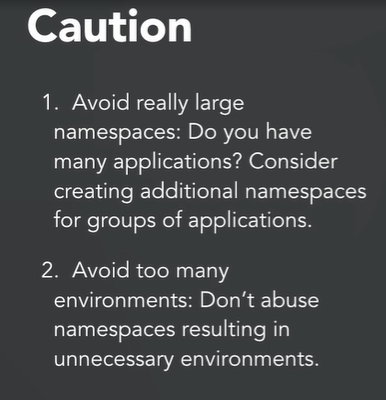 Caution
1. Avoid really large
namespaces: Do you have
many applications? Consider
creating additional namespaces
for groups of applications.
2. Avoid too many
environments: Don't abuse
namespaces resulting in
unnecessary environments.